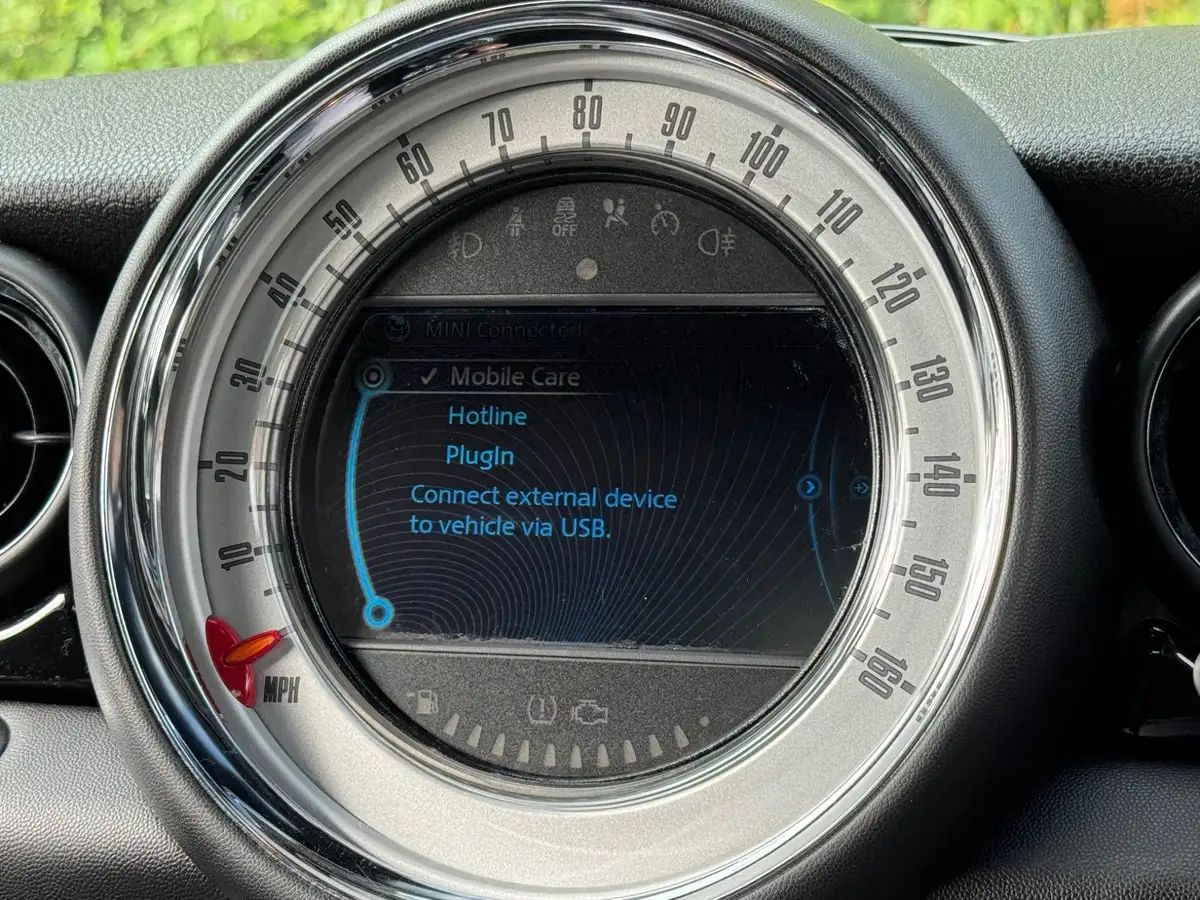 10
20
30
40
50
60
70
80
90
100
110
120
130
140
150
160
MPH
OFF
MINI Connected
✓ Mobile Care
Hotline
PlugIn
Connect external device
to vehicle via USB.